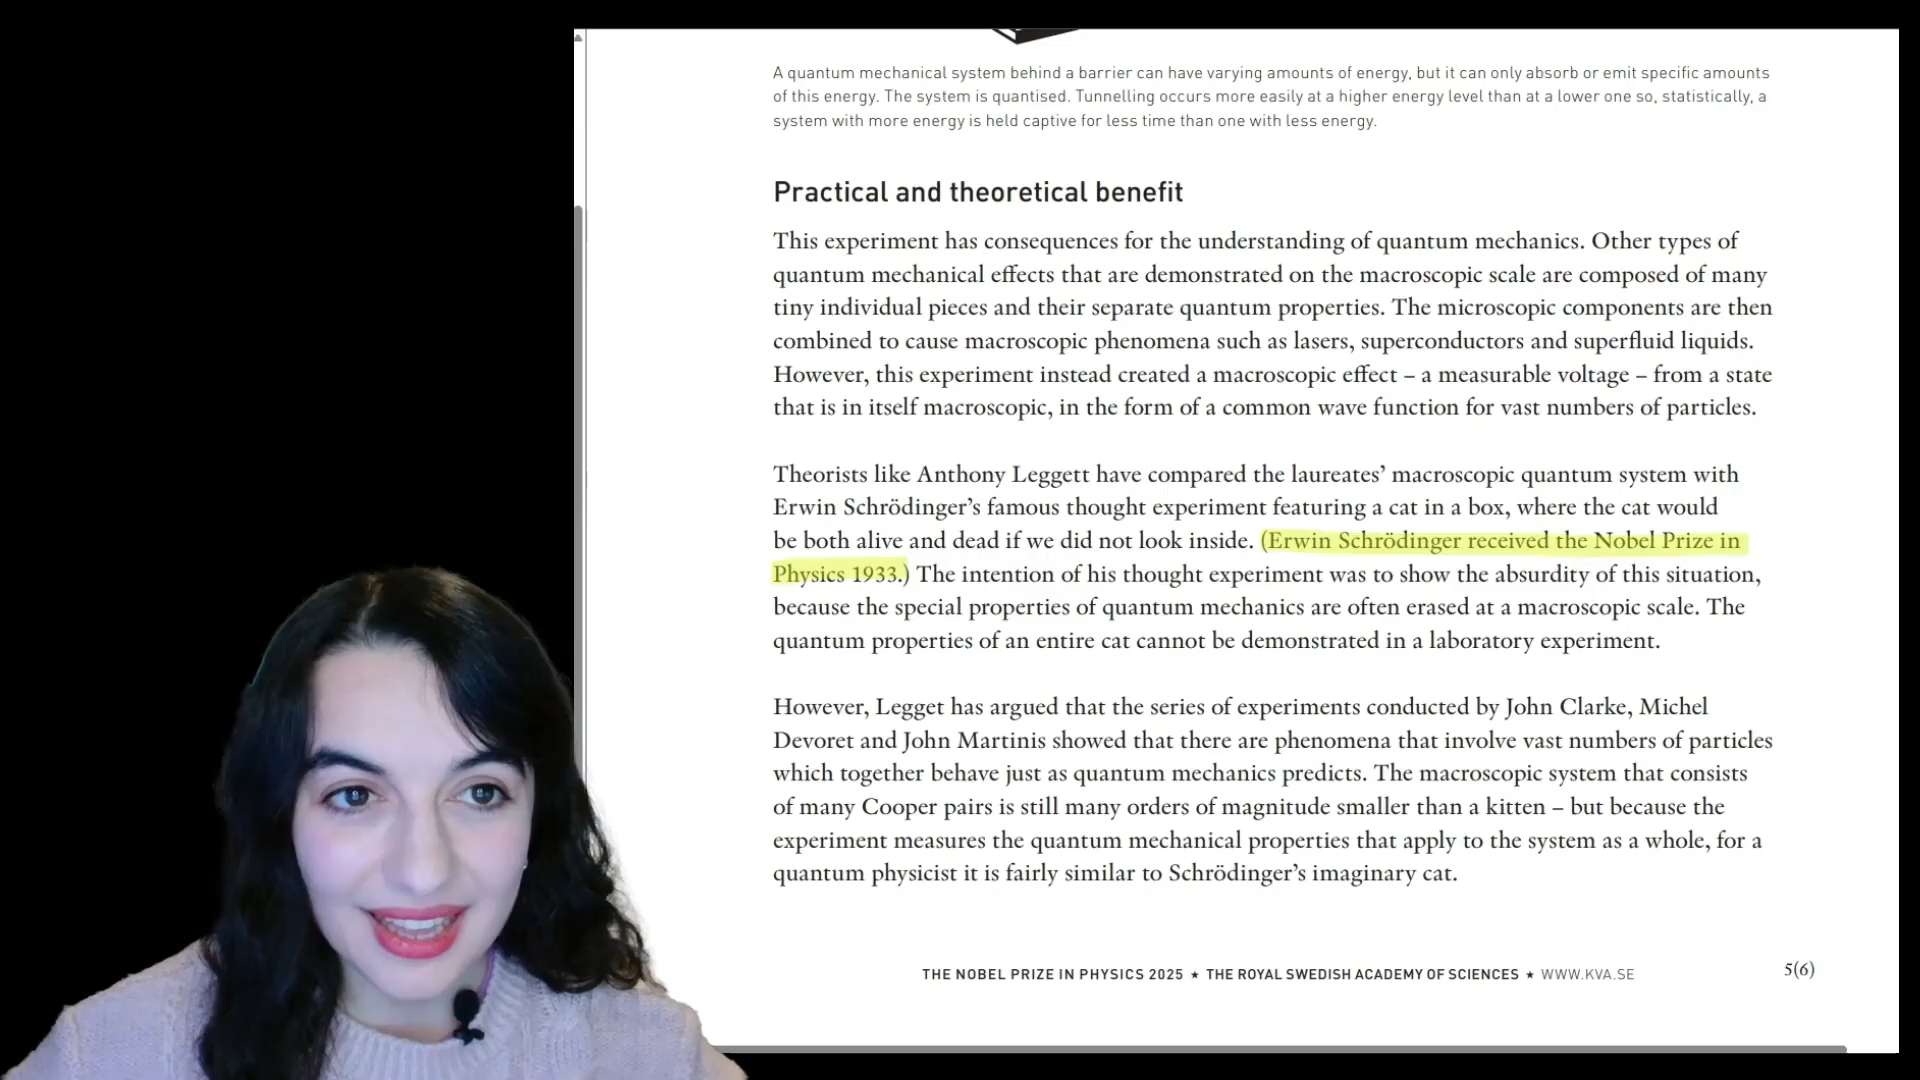 A quantum mechanical system behind a barrier can have varying amounts of energy, but it can only absorb or emit specific amounts
of this energy. The system is quantised. Tunnelling occurs more easily at a higher energy level than at a lower one so, statistically, a
system with more energy is held captive for less time than one with less energy.
Practical and theoretical benefit
This experiment has consequences for the understanding of quantum mechanics. Other types of
quantum mechanical effects that are demonstrated on the macroscopic scale are composed of many
tiny individual pieces and their separate quantum properties. The microscopic components are then
combined to cause macroscopic phenomena such as lasers, superconductors and superfluid liquids.
However, this experiment instead created a macroscopic effect – a measurable voltage – from a state
that is in itself macroscopic, in the form of a common wave function for vast numbers of particles.
Theorists like Anthony Leggett have compared the laureates’ macroscopic quantum system with
Erwin Schrödinger’s famous thought experiment featuring a cat in a box, where the cat would
be both alive and dead if we did not look inside. (Erwin Schrödinger received the Nobel Prize in
Physics 1933.) The intention of his thought experiment was to show the absurdity of this situation,
because the special properties of quantum mechanics are often erased at a macroscopic scale. The
quantum properties of an entire cat cannot be demonstrated in a laboratory experiment.
However, Legget has argued that the series of experiments conducted by John Clarke, Michel
Devoret and John Martinis showed that there are phenomena that involve vast numbers of particles
which together behave just as quantum mechanics predicts. The macroscopic system that consists
of many Cooper pairs is still many orders of magnitude smaller than a kitten – but because the
experiment measures the quantum mechanical properties that apply to the system as a whole, for a
quantum physicist it is fairly similar to Schrödinger’s imaginary cat.
THE NOBEL PRIZE IN PHYSICS 2025 ★ THE ROYAL SWEDISH ACADEMY OF SCIENCES ★ WWW.KVA.SE
5(6)